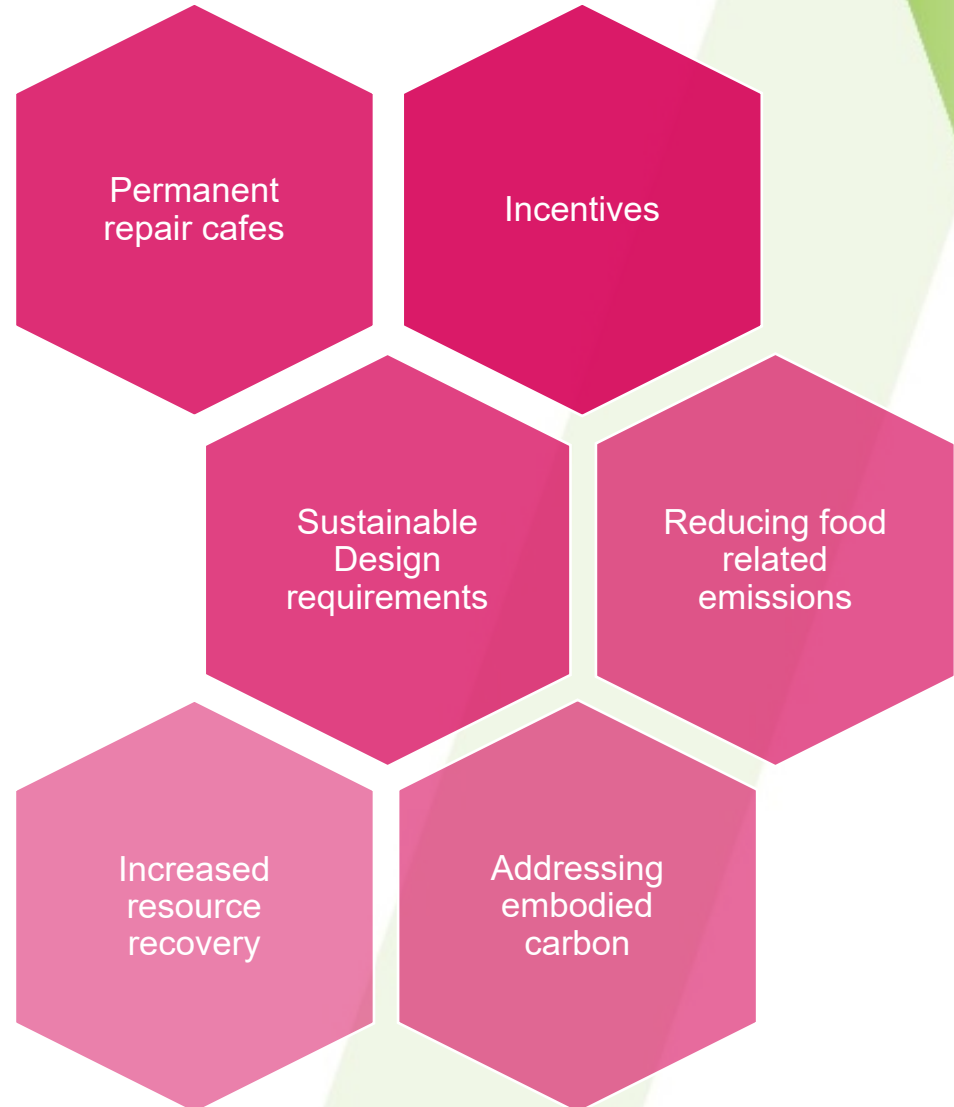 Permanent
repair cafes
Incentives
Sustainable
Design
requirements
Reducing food
related
emissions
Increased
resource
recovery
Addressing
embodied
carbon